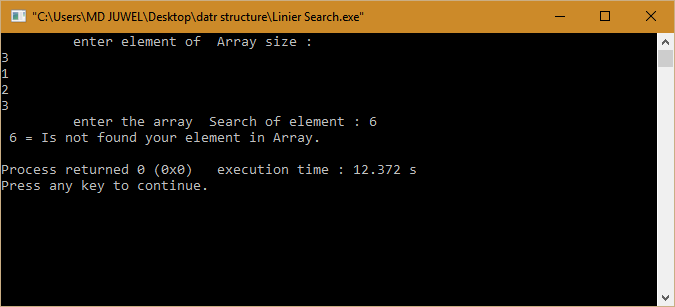 "C:\Users\MD JUWEL\Desktop\datr structure\Linier Search.exe"
enter element of  Array size :
3
1
2
3
enter the array  Search of element : 6
6 = Is not found your element in Array.
Process returned 0 (0x0)   execution time : 12.372 s
Press any key to continue.